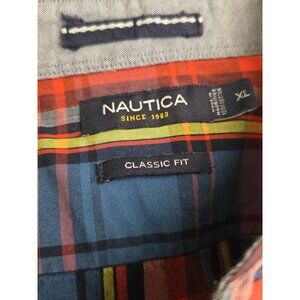 NAUTICA
SINCE 1983
XL
CLASSIC FIT